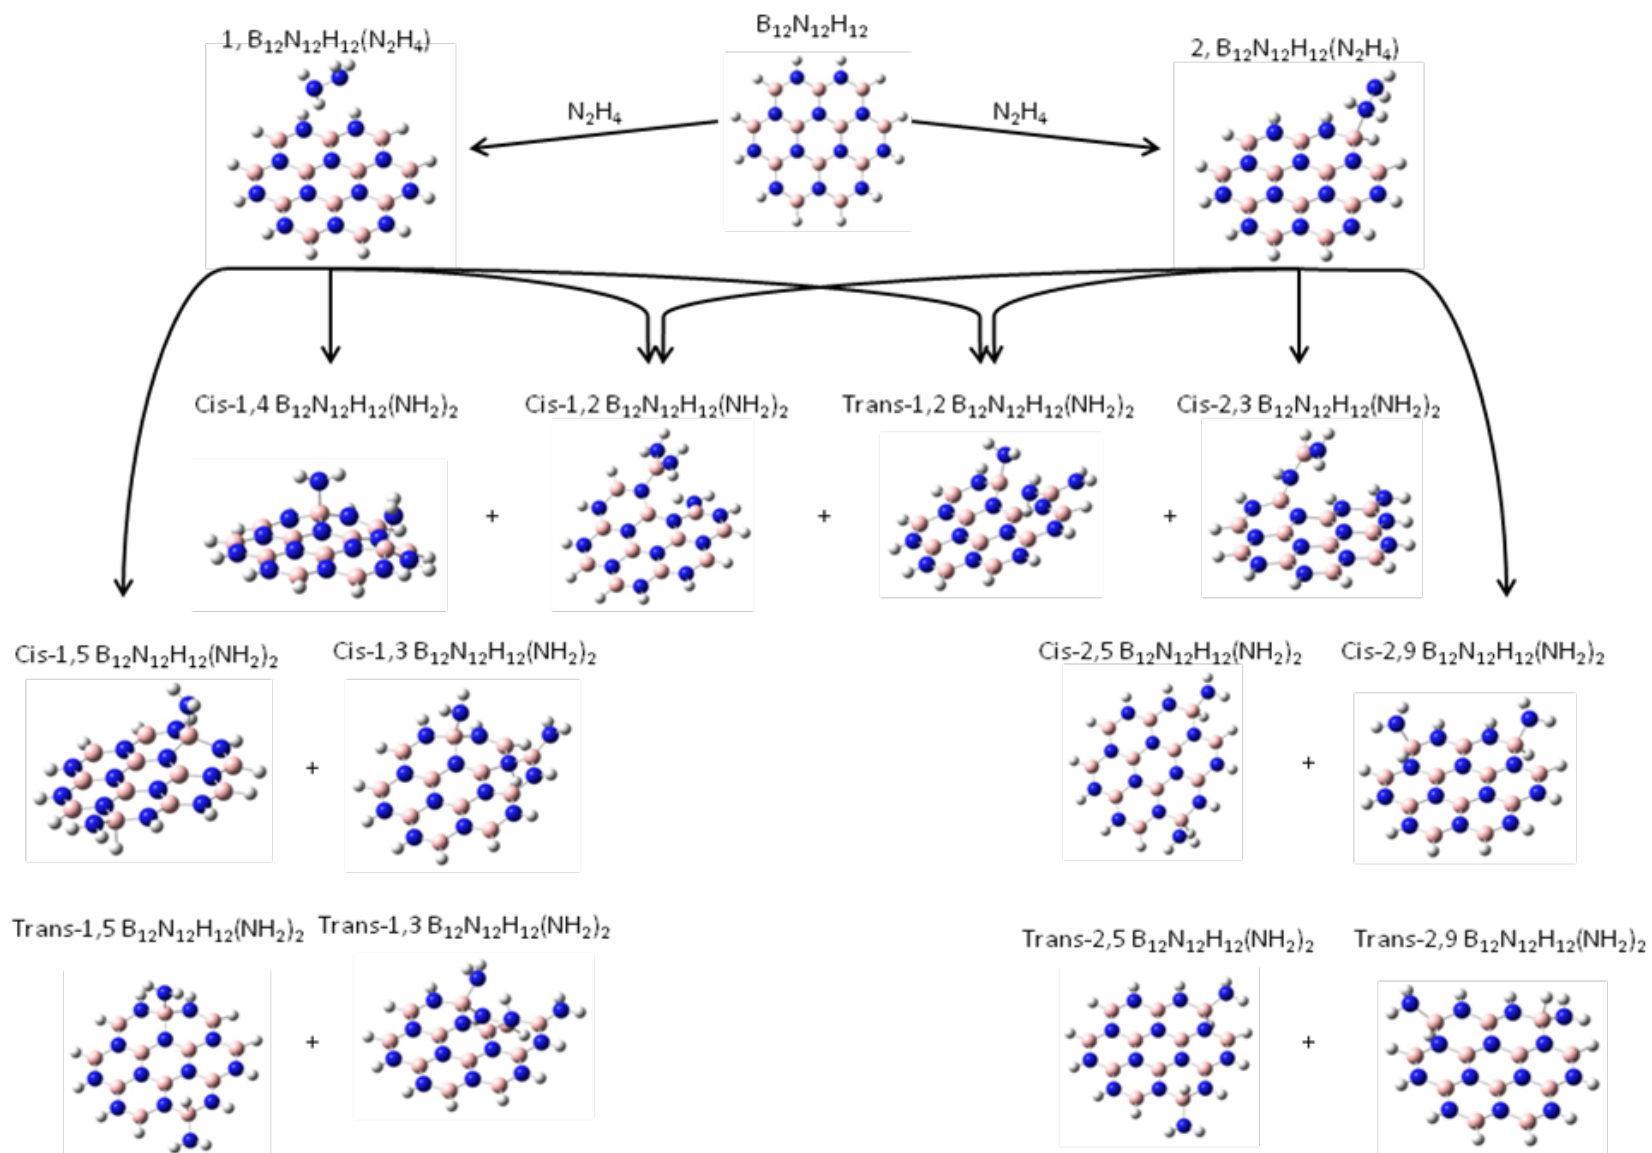 B₁₂N₁₂H₁₂
1, B₁₂N₁₂H₁₂(N₂H₄)
2, B₁₂N₁₂H₁₂(N₂H₄)
N₂H₄
N₂H₄
Cis-1,4 B₁₂N₁₂H₁₂(NH₂)₂
Cis-1,2 B₁₂N₁₂H₁₂(NH₂)₂
Trans-1,2 B₁₂N₁₂H₁₂(NH₂)₂
Cis-2,3 B₁₂N₁₂H₁₂(NH₂)₂
+
+
+
Cis-1,5 B₁₂N₁₂H₁₂(NH₂)₂
Cis-1,3 B₁₂N₁₂H₁₂(NH₂)₂
Cis-2,5 B₁₂N₁₂H₁₂(NH₂)₂
Cis-2,9 B₁₂N₁₂H₁₂(NH₂)₂
+
+
Trans-1,5 B₁₂N₁₂H₁₂(NH₂)₂
Trans-1,3 B₁₂N₁₂H₁₂(NH₂)₂
Trans-2,5 B₁₂N₁₂H₁₂(NH₂)₂
Trans-2,9 B₁₂N₁₂H₁₂(NH₂)₂
+
+